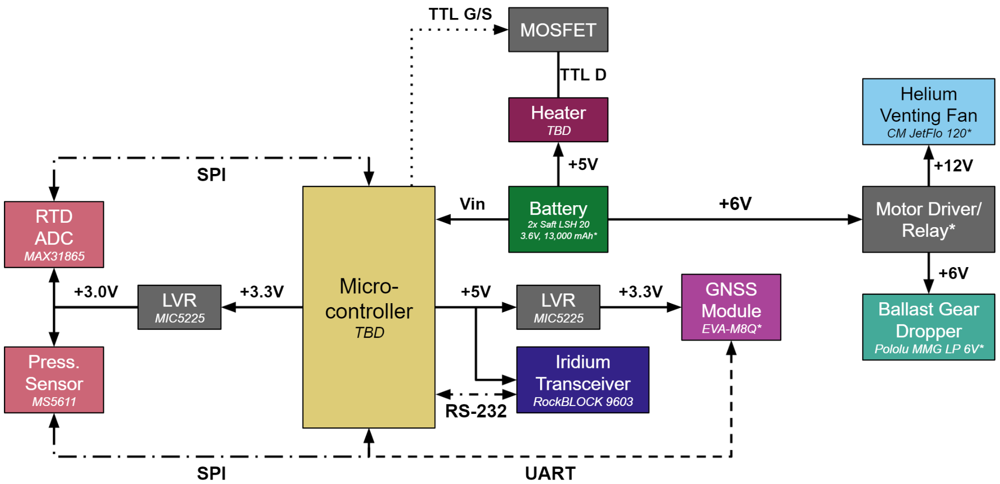 TTL G/S
MOSFET
TTL D
Heater
TBD
+5V
Helium
Venting Fan
CM JetFlo 120*
+12V
SPI
RTD
ADC
MAX31865
Vin
Battery
2x Saft LSH 20
3.6V, 13,000 mAh*
+6V
Motor Driver/
Relay*
+6V
+3.0V
LVR
MIC5225
+3.3V
Micro-
controller
TBD
+5V
LVR
MIC5225
+3.3V
GNSS
Module
EVA-M8Q*
Ballast Gear
Dropper
Pololu MMG LP 6V*
Press.
Sensor
MS5611
Iridium
Transceiver
RockBLOCK 9603
RS-232
SPI
UART